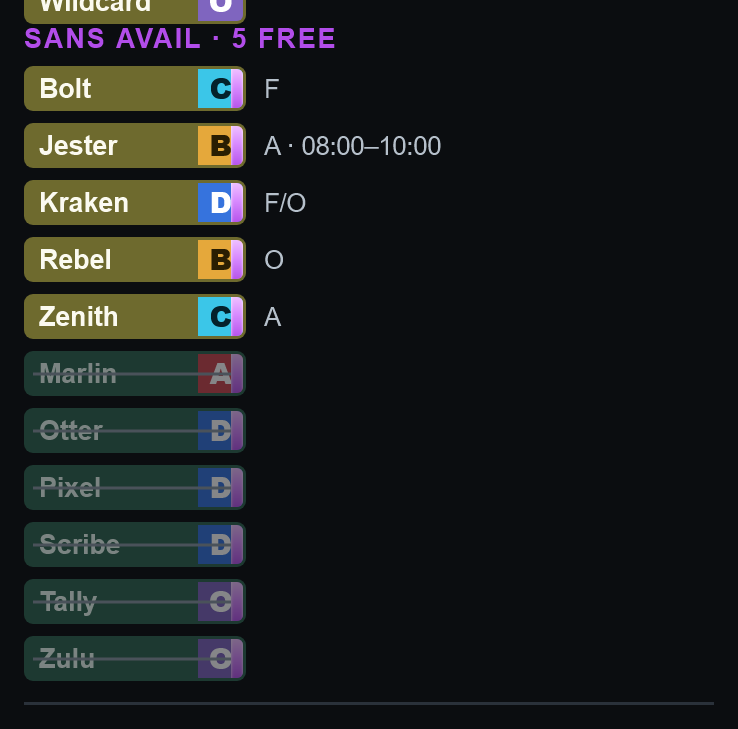 Wildcard
SANS AVAIL · 5 FREE
Bolt C F
Jester B A · 08:00–10:00
Kraken D F/O
Rebel B O
Zenith C A
Marlin A
Otter D
Pixel D
Scribe D
Tally O
Zulu O